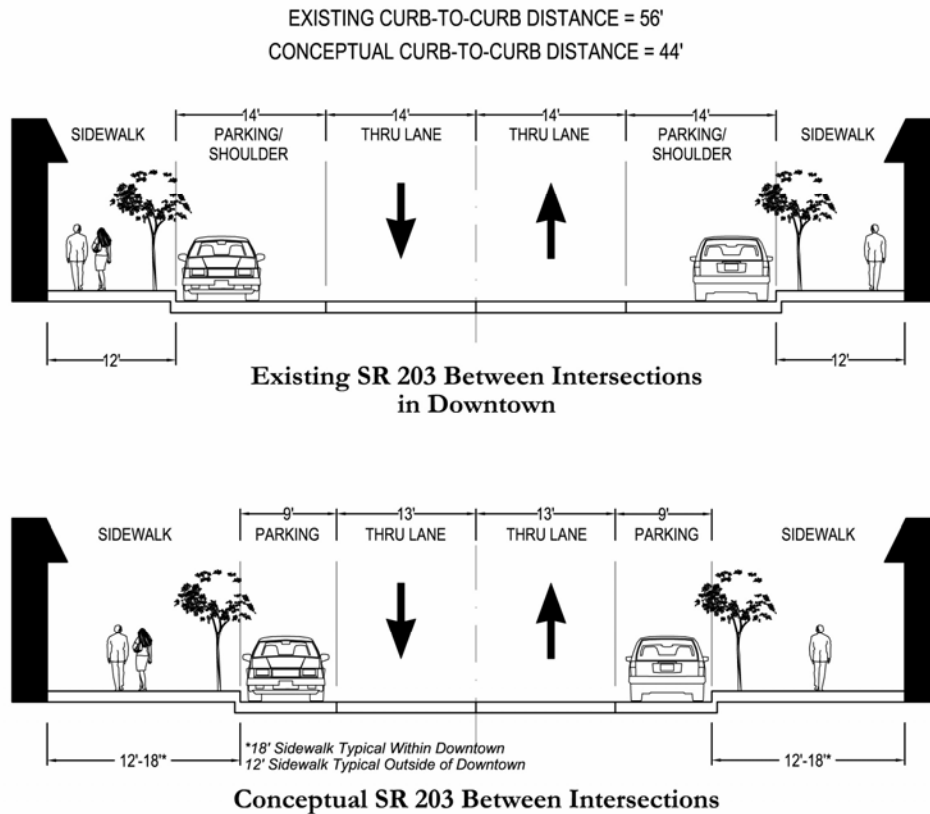 EXISTING CURB-TO-CURB DISTANCE = 56'
CONCEPTUAL CURB-TO-CURB DISTANCE = 44'
14' 14' 14' 14'
SIDEWALK PARKING/ THRU LANE THRU LANE PARKING/ SIDEWALK
SHOULDER SHOULDER
12' 12'
Existing SR 203 Between Intersections
in Downtown
9' 13' 13' 9'
SIDEWALK PARKING THRU LANE THRU LANE PARKING SIDEWALK
*18' Sidewalk Typical Within Downtown
12'-18'* 12' Sidewalk Typical Outside of Downtown 12'-18'*
Conceptual SR 203 Between Intersections